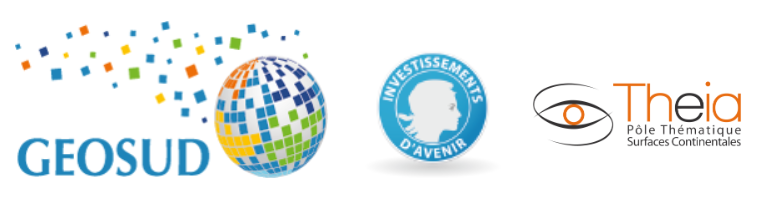 GEOSUD
INVESTISSEMENTS
D'AVENIR
Theia
Pôle Thématique
Surfaces Continentales